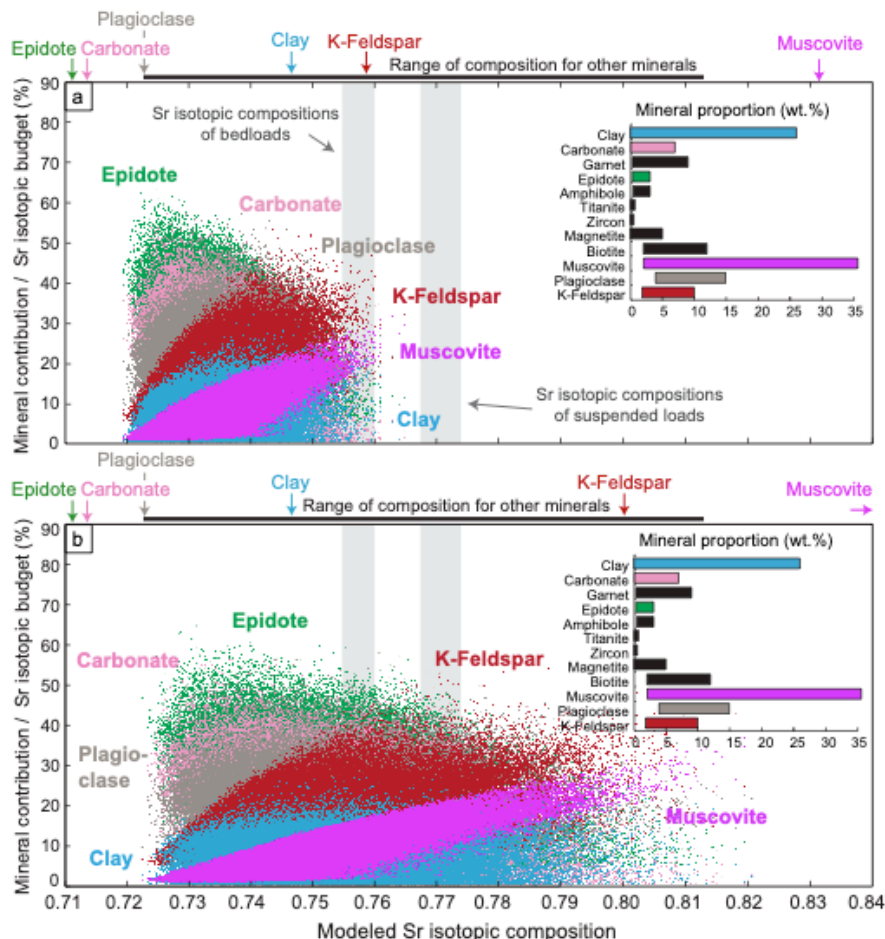 Plagioclase
Epidote Carbonate Clay K-Feldspar Muscovite
Range of composition for other minerals
a
Mineral contribution / Sr isotopic budget (%)
90
80
70
60
50
40
30
20
10
0
Sr isotopic compositions
of bedloads
Epidote
Carbonate
Plagioclase
K-Feldspar
Muscovite
Clay
Sr isotopic compositions
of suspended loads
Mineral proportion (wt.%)
Clay
Carbonate
Garnet
Epidote
Amphibole
Titanite
Zircon
Magnetite
Biotite
Muscovite
Plagioclase
K-Feldspar
0 5 15 25 35
Plagioclase
Epidote Carbonate Clay K-Feldspar Muscovite
Range of composition for other minerals
b
Mineral contribution / Sr isotopic budget (%)
90
80
70
60
50
40
30
20
10
0
Epidote
Carbonate
K-Feldspar
Plagio-
clase
Clay
Muscovite
Mineral proportion (wt.%)
Clay
Carbonate
Garnet
Epidote
Amphibole
Titanite
Zircon
Magnetite
Biotite
Muscovite
Plagioclase
K-Feldspar
0 5 10 15 25 35
0.71 0.72 0.73 0.74 0.75 0.76 0.77 0.78 0.79 0.80 0.81 0.82 0.83 0.84
Modeled Sr isotopic composition